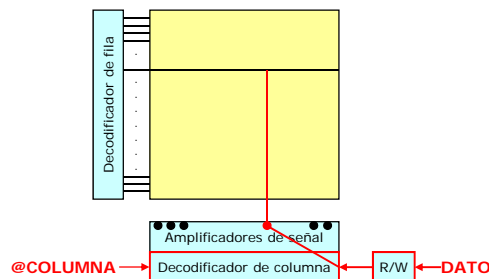 Decodificador de fila
Amplificadores de señal
@COLUMNA
Decodificador de columna
R/W
DATO